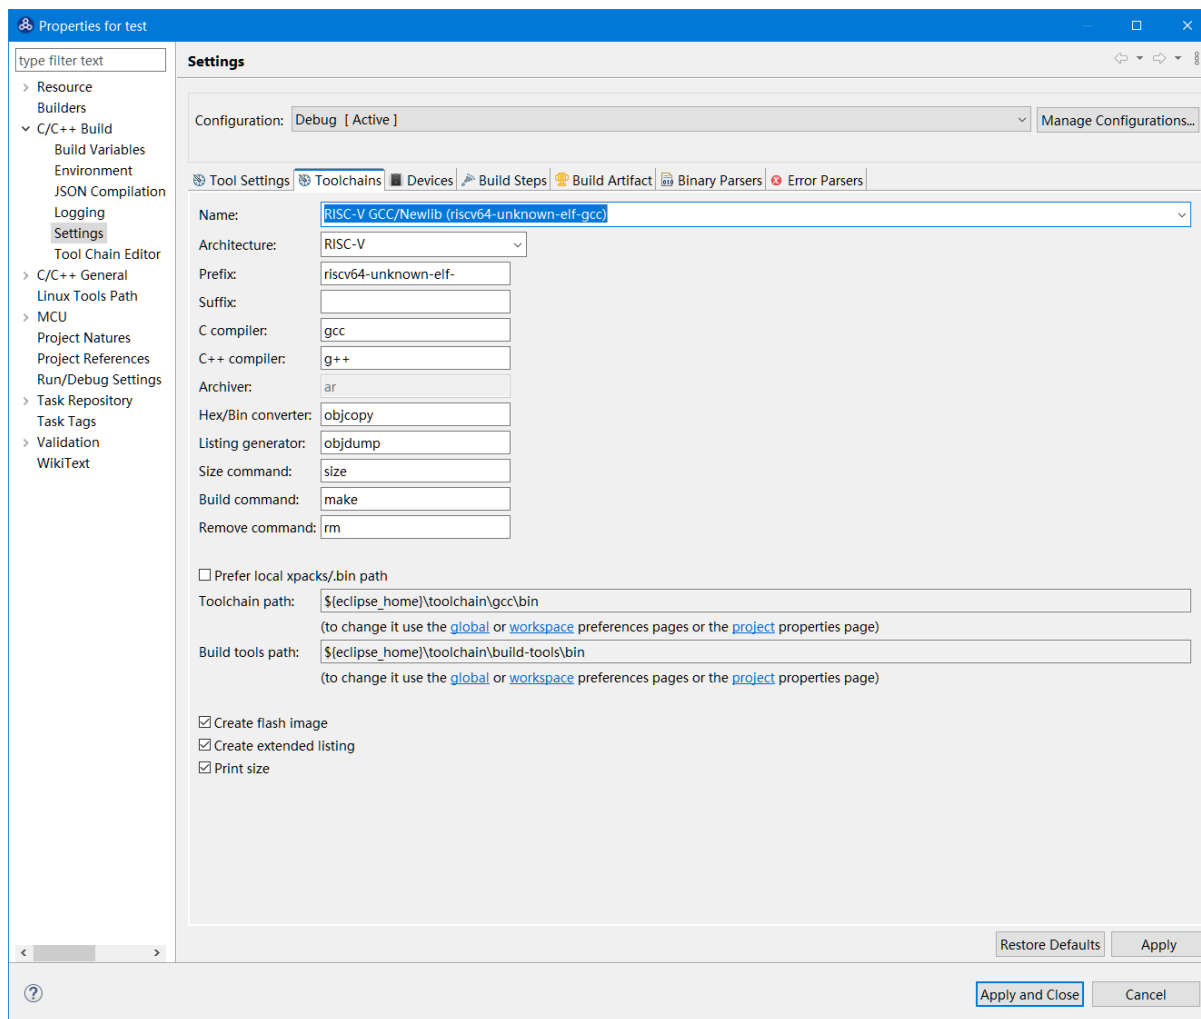 Properties for test
type filter text
Resource
Builders
C/C++ Build
Build Variables
Environment
JSON Compilation
Logging
Settings
Tool Chain Editor
C/C++ General
Linux Tools Path
MCU
Project Natures
Project References
Run/Debug Settings
Task Repository
Task Tags
Validation
WikiText
Settings
Configuration: Debug [ Active ] Manage Configurations...
Tool Settings Toolchains Devices Build Steps Build Artifact Binary Parsers Error Parsers
Name: RISC-V GCC/Newlib (riscv64-unknown-elf-gcc)
Architecture: RISC-V
Prefix: riscv64-unknown-elf-
Suffix:
C compiler: gcc
C++ compiler: g++
Archiver: ar
Hex/Bin converter: objcopy
Listing generator: objdump
Size command: size
Build command: make
Remove command: rm
Prefer local xpacks/.bin path
Toolchain path: ${eclipse_home}\toolchain\gcc\bin
(to change it use the global or workspace preferences pages or the project properties page)
Build tools path: ${eclipse_home}\toolchain\build-tools\bin
(to change it use the global or workspace preferences pages or the project properties page)
Create flash image
Create extended listing
Print size
Restore Defaults Apply
Apply and Close Cancel